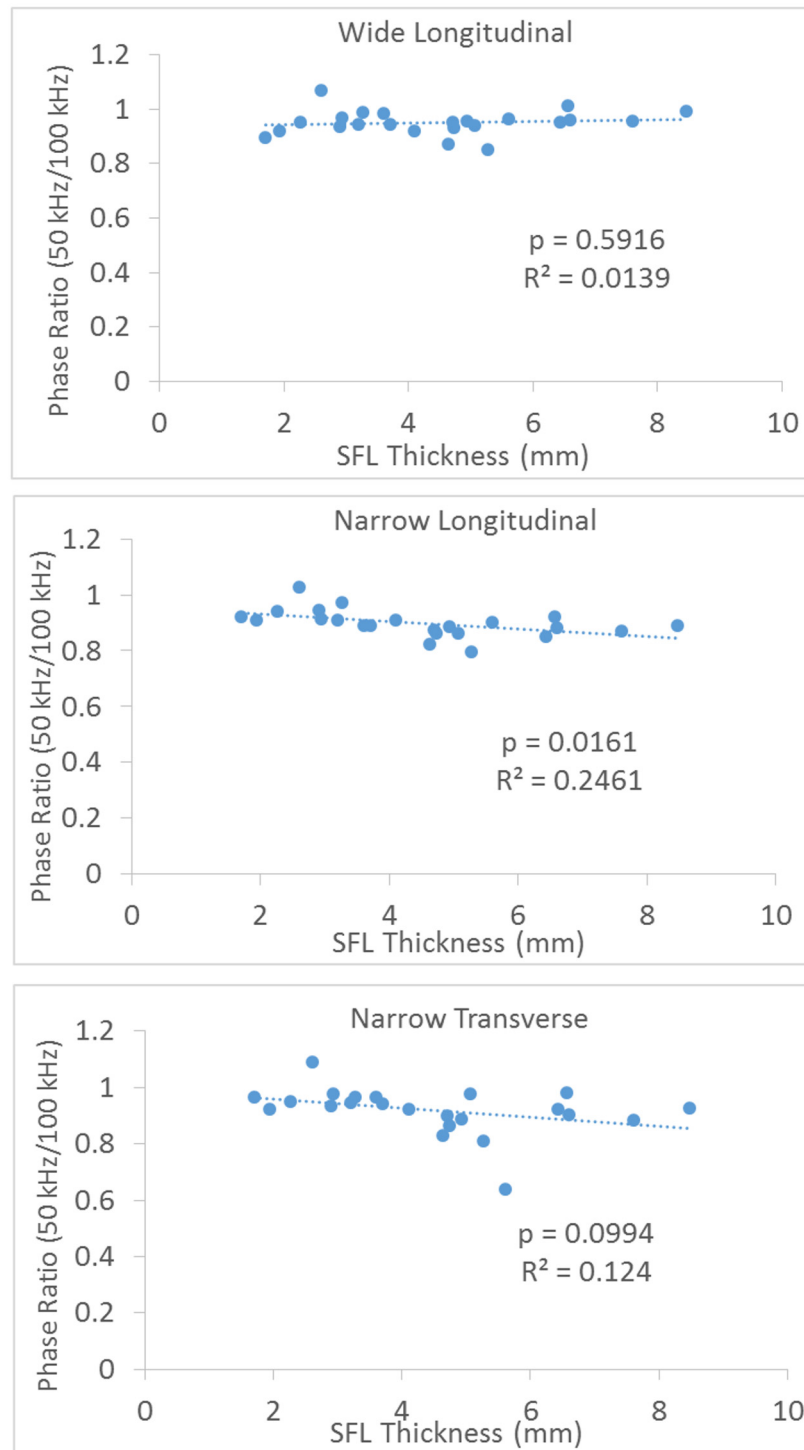 Wide Longitudinal
1.2
1
0.8
0.6
0.4
0.2
0
Phase Ratio (50 kHz/100 kHz)
p = 0.5916
R² = 0.0139
0 2 4 6 8 10
SFL Thickness (mm)
Narrow Longitudinal
1.2
1
0.8
0.6
0.4
0.2
0
Phase Ratio (50 kHz/100 kHz)
p = 0.0161
R² = 0.2461
0 2 4 6 8 10
SFL Thickness (mm)
Narrow Transverse
1.2
1
0.8
0.6
0.4
0.2
0
Phase Ratio (50 kHz/100 kHz)
p = 0.0994
R² = 0.124
0 2 4 6 8 10
SFL Thickness (mm)